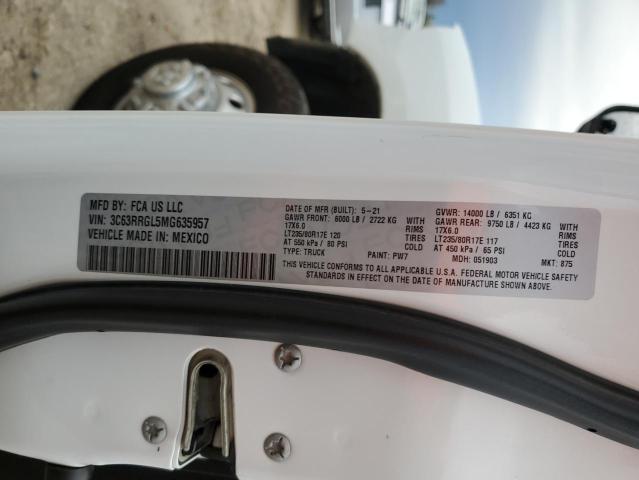 MFD BY: FCA US LLC
VIN: 3C63RRGL5MG635957
VEHICLE MADE IN: MEXICO
DATE OF MFR (BUILT): 5-21
GAWR FRONT: 6000 LB / 2722 KG
17X6.0 RIMS
LT235/80R17E 120 TIRES
AT 550 kPa / 80 PSI COLD
TYPE: TRUCK PAINT: PW7
GVWR: 14000 LB / 6351 KG
GAWR REAR: 9750 LB / 4423 KG
17X6.0 RIMS
LT235/80R17E 117 TIRES
AT 450 kPa / 65 PSI COLD
MDH: 051903 MKT: 875
THIS VEHICLE CONFORMS TO ALL APPLICABLE U.S.A. FEDERAL MOTOR VEHICLE SAFETY
STANDARDS IN EFFECT ON THE DATE OF MANUFACTURE SHOWN ABOVE.